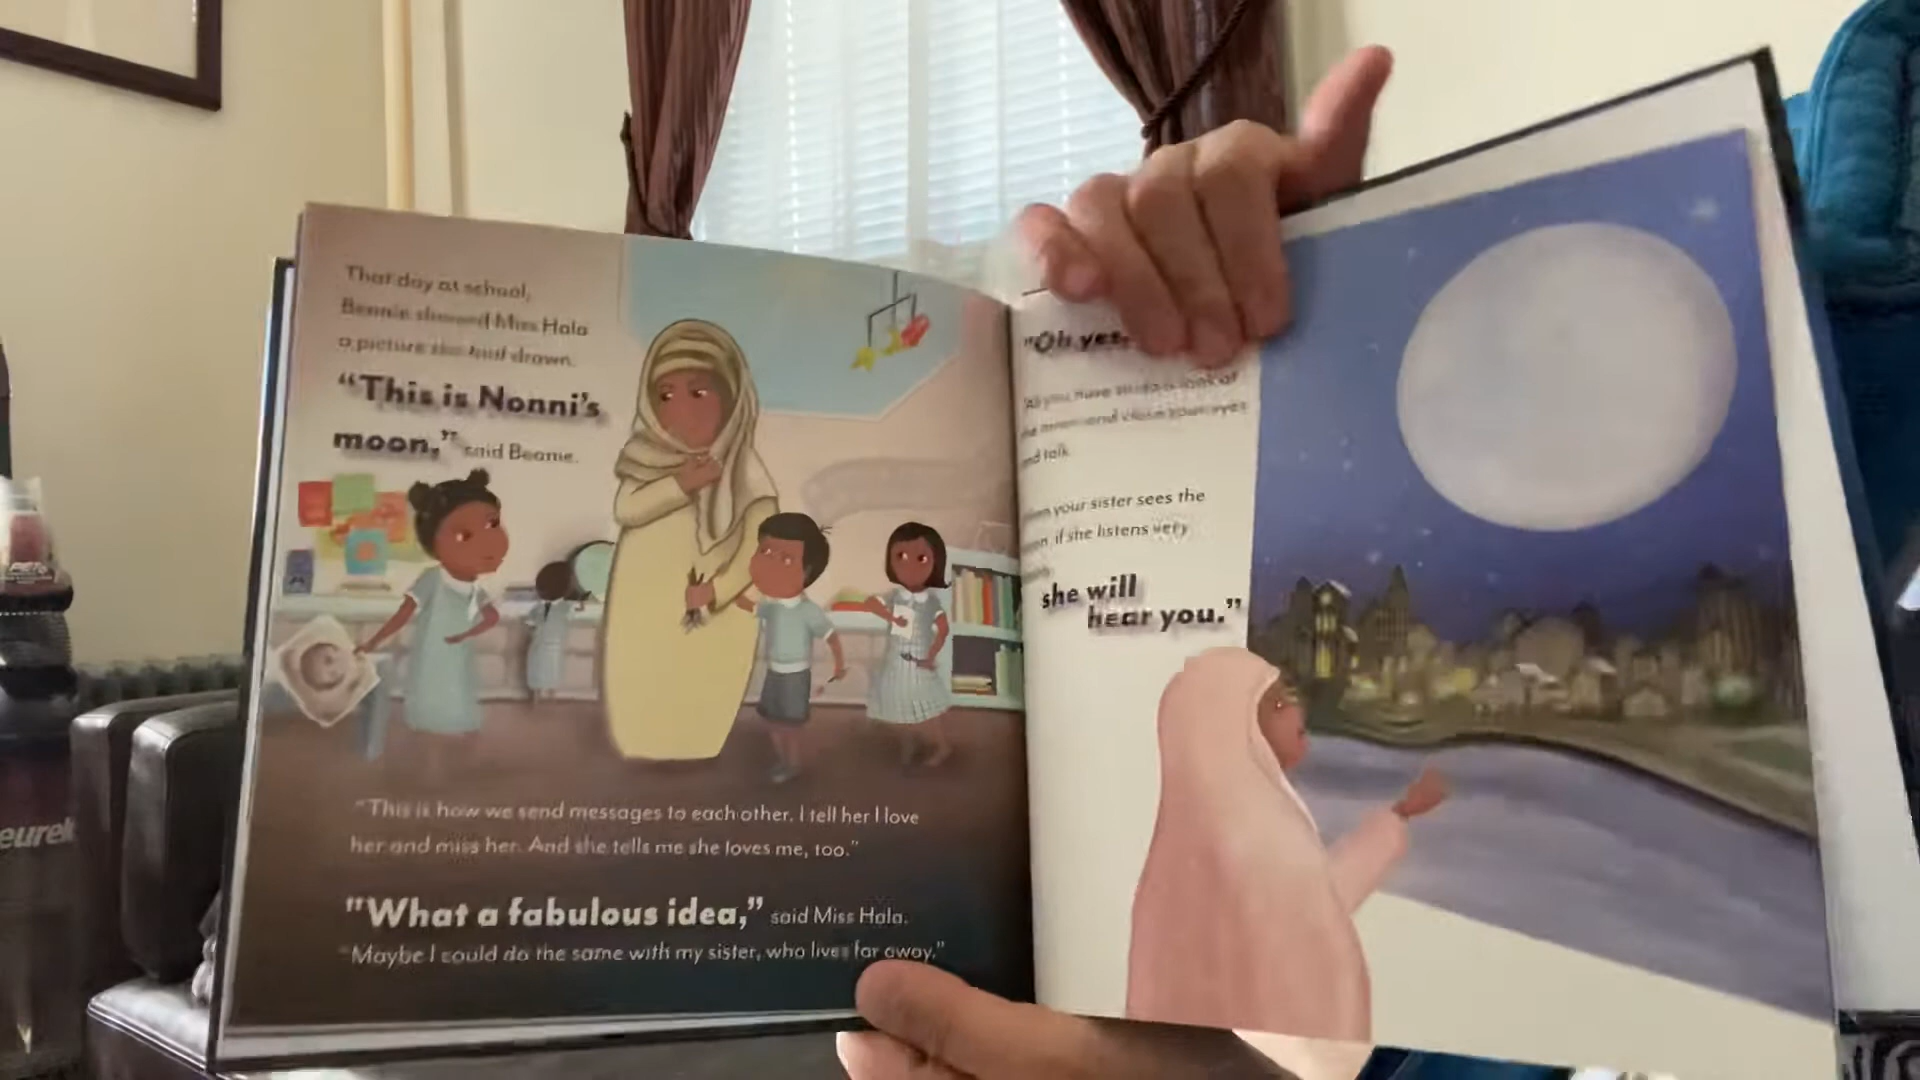 That day at school,
Beanie showed Miss Hala
a picture she had drawn.
"This is Nonni's
moon," said Beanie.
"This is how we send messages to each other. I tell her I love
her and miss her. And she tells me she loves me, too."
"What a fabulous idea," said Miss Hala.
"Maybe I could do the same with my sister, who lives far away."
"Oh yes,
"All you have to do is look at
moon and close your eyes
talk.
your sister sees the
if she listens very
she will
hear you."
eurek